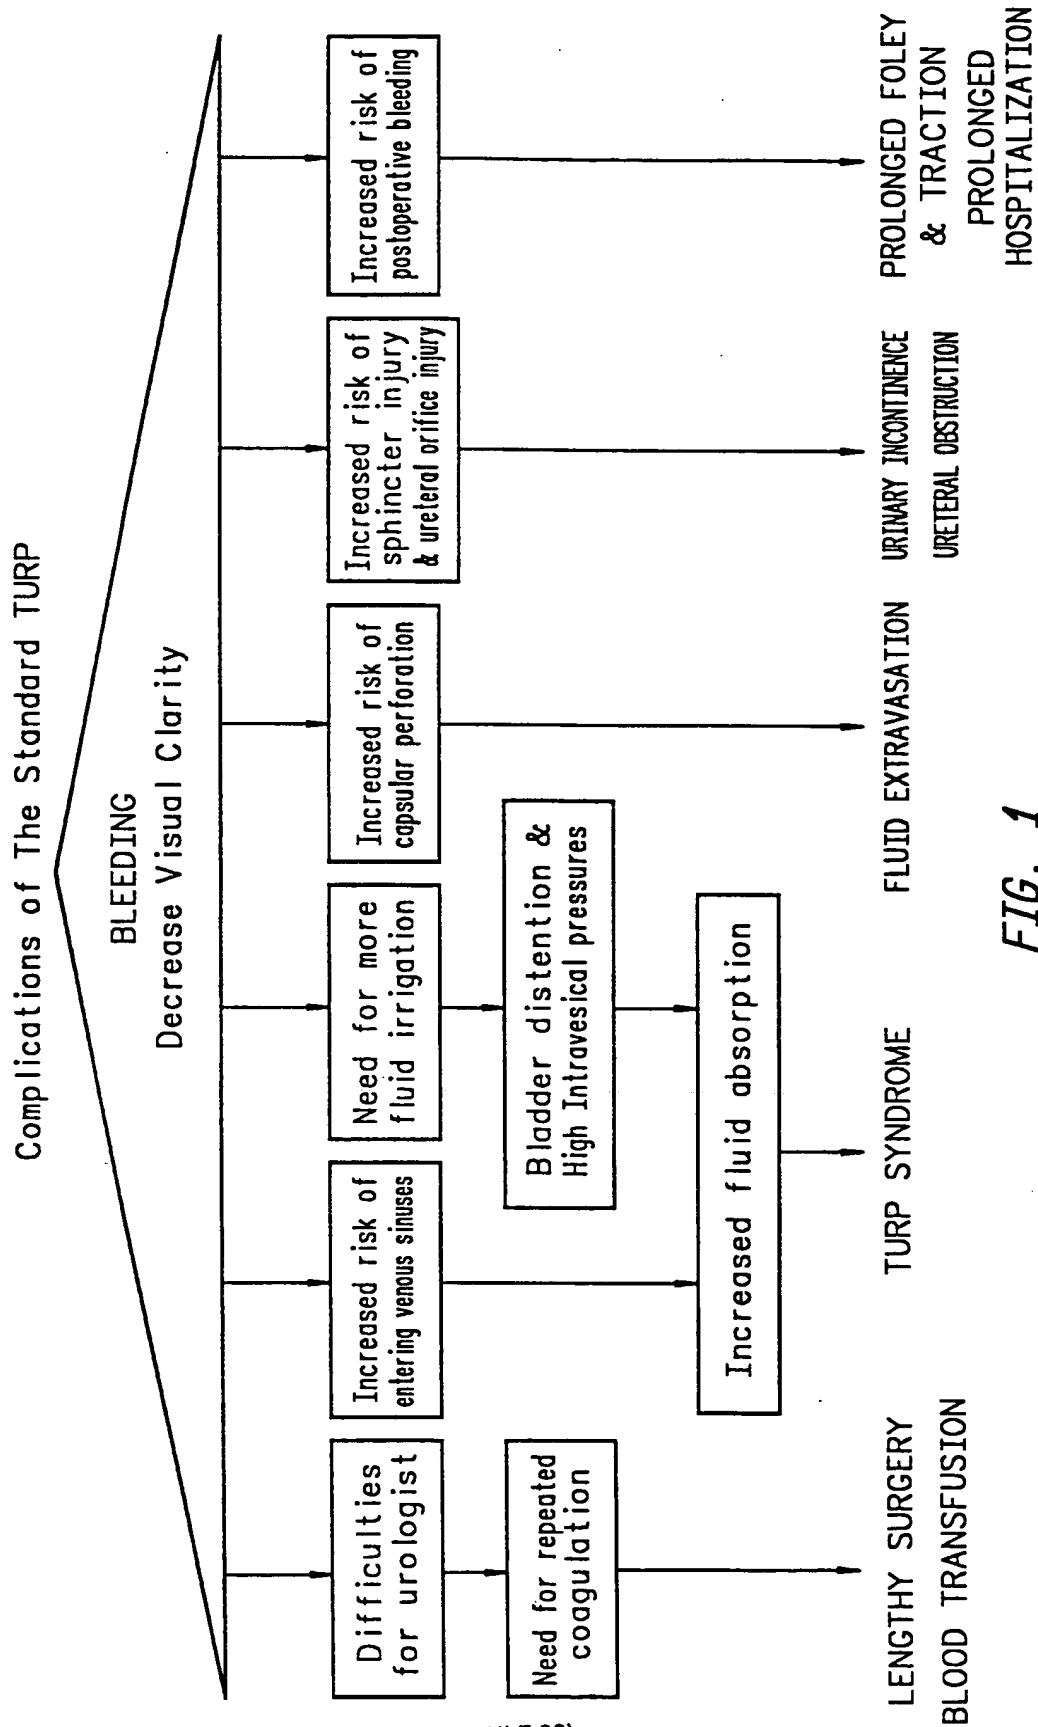 Complications of The Standard TURP
BLEEDING
Decrease Visual Clarity
Difficulties
for urologist
Increased risk of
entering venous sinuses
Need for more
fluid irrigation
Increased risk of
capsular perforation
Increased risk of
sphincter injury
& ureteral orifice injury
Increased risk of
postoperative bleeding
Need for repeated
coagulation
Bladder distention &
High Intravesical pressures
Increased fluid absorption
LENGTHY SURGERY
BLOOD TRANSFUSION
TURP SYNDROME
FLUID EXTRAVASATION
URINARY INCONTINENCE
URETERAL OBSTRUCTION
PROLONGED FOLEY
& TRACTION
PROLONGED
HOSPITALIZATION
FIG. 1